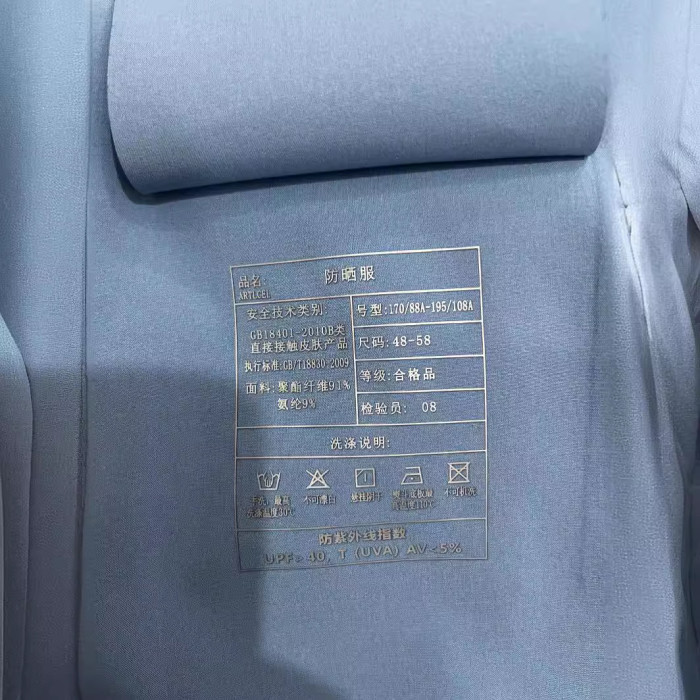 品名: 防晒服
ARTLCEL
安全技术类别:
GB18401-2010B类
直接接触皮肤产品
执行标准:GB/T18830-2009
面料:聚酯纤维91%
氨纶9%
号型:170/88A-195/108A
尺码:48-58
等级:合格品
检验员: 08
洗涤说明:
手洗,最高
洗涤温度30℃
不可漂白
悬挂阴干
熨斗底板最
高温度110℃
不可机洗
防紫外线指数
UPF>40, T (UVA) AV<5%